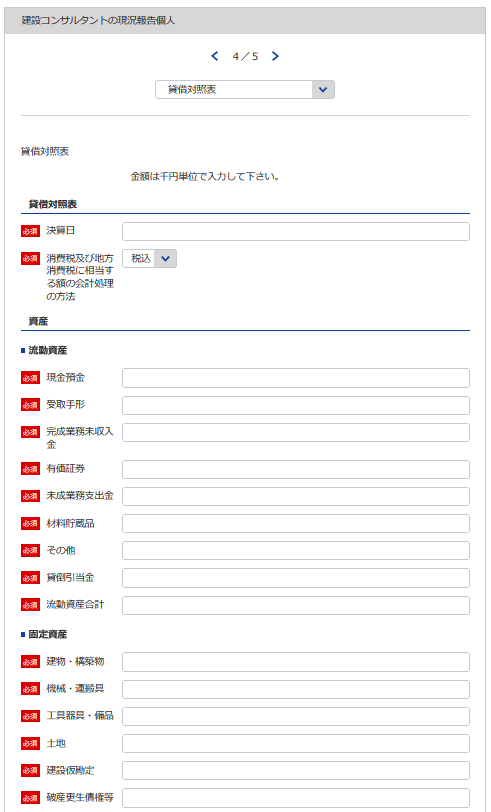 建設コンサルタントの現況報告個人
4／5
貸借対照表
貸借対照表
金額は千円単位で入力して下さい。
貸借対照表
必須 決算日
必須 消費税及び地方 税込
消費税に相当す
る額の会計処理
の方法
資産
流動資産
必須 現金預金
必須 受取手形
必須 完成業務未収入
金
必須 有価証券
必須 未成業務支出金
必須 材料貯蔵品
必須 その他
必須 貸倒引当金
必須 流動資産合計
固定資産
必須 建物・構築物
必須 機械・運搬具
必須 工具器具・備品
必須 土地
必須 建設仮勘定
必須 破産更生債権等